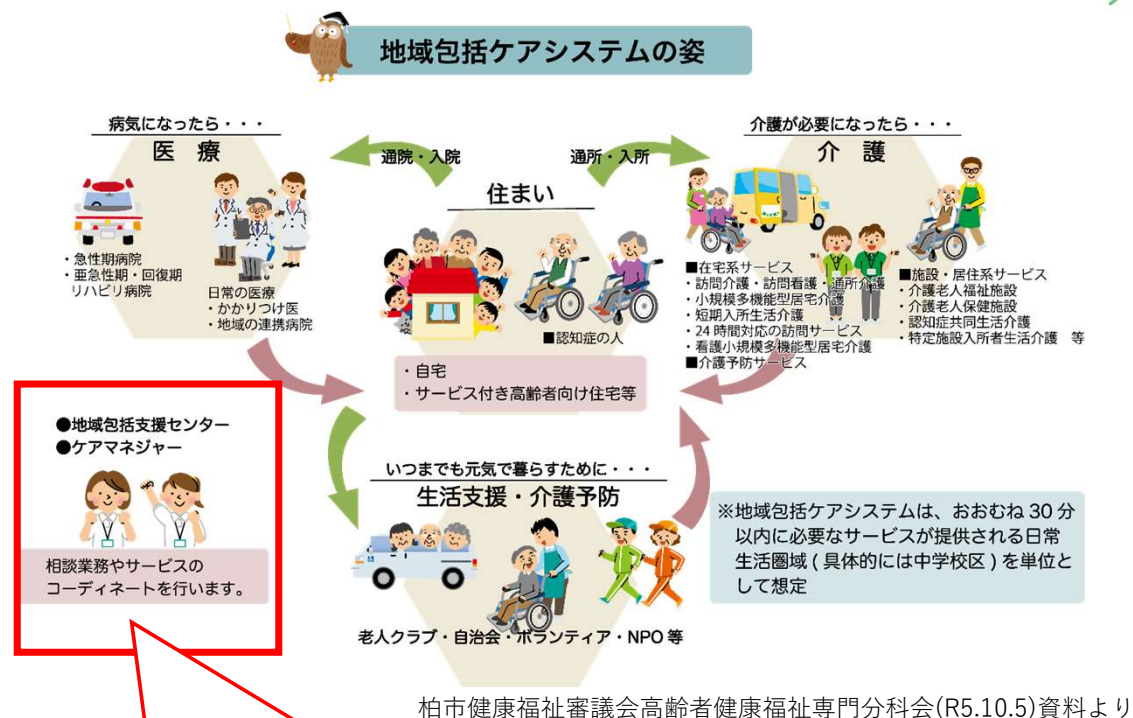 地域包括ケアシステムの姿
病気になったら・・・
医 療
・急性期病院
・亜急性期・回復期
リハビリ病院
日常の医療
・かかりつけ医
・地域の連携病院
通院・入院
通所・入所
住まい
■認知症の人
・自宅
・サービス付き高齢者向け住宅等
介護が必要になったら・・・
介 護
■在宅系サービス
・訪問介護・訪問看護・通所介護
・小規模多機能型居宅介護
・短期入所生活介護
・24時間対応の訪問サービス
・看護小規模多機能型居宅介護
■介護予防サービス
■施設・居住系サービス
・介護老人福祉施設
・介護老人保健施設
・認知症共同生活介護
・特定施設入所者生活介護 等
●地域包括支援センター
●ケアマネジャー
相談業務やサービスの
コーディネートを行います。
いつまでも元気で暮らすために・・・
生活支援・介護予防
老人クラブ・自治会・ボランティア・NPO 等
※地域包括ケアシステムは、おおむね 30 分
以内に必要なサービスが提供される日常
生活圏域 ( 具体的には中学校区 ) を単位と
して想定
柏市健康福祉審議会高齢者健康福祉専門分科会(R5.10.5)資料より